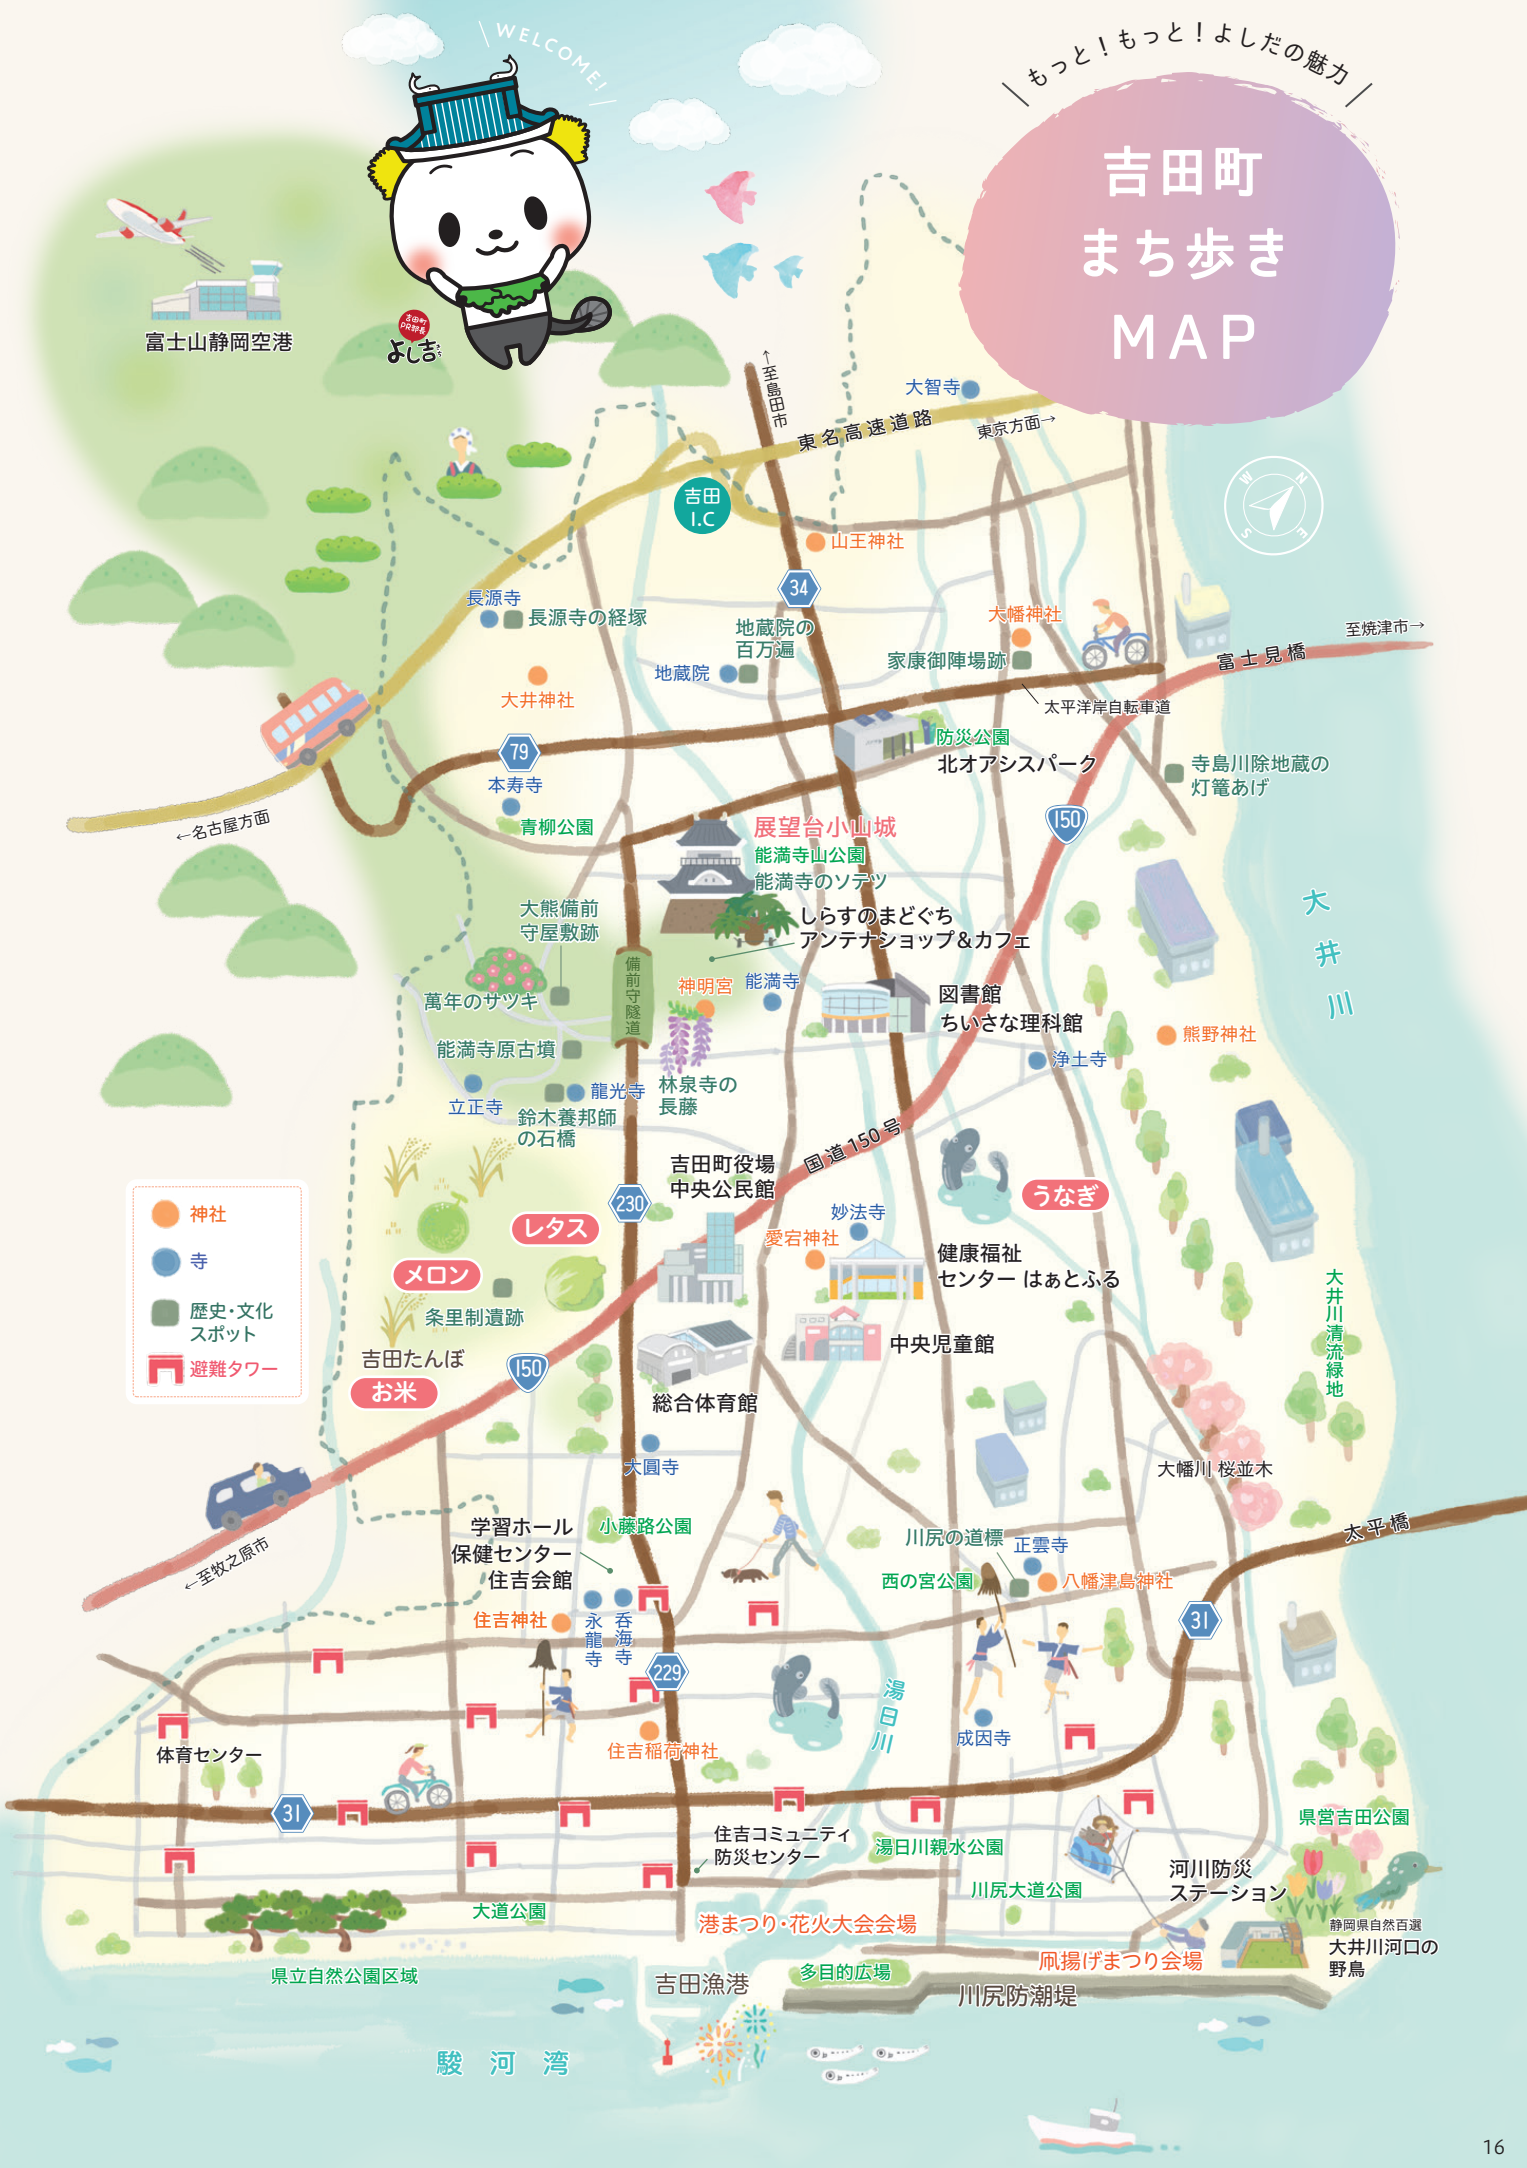 WELCOME!
もっと！もっと！よしだの魅力
吉田町
まち歩き
MAP
富士山静岡空港
吉田町
PR部長
よし吉
きち
←至島田市
大智寺
東名高速道路
東京方面→
吉田
I.C
W
N
S
E
山王神社
34
長源寺
長源寺の経塚
地蔵院の
百万遍
地蔵院
大幡神社
家康御陣場跡
富士見橋
至焼津市→
大井神社
太平洋岸自転車道
79
本寿寺
防災公園
北オアシスパーク
寺島川除地蔵の
灯篭あげ
←名古屋方面
青柳公園
展望台小山城
能満寺山公園
能満寺のソテツ
150
大熊備前
守屋敷跡
しらすのまどぐち
アンテナショップ&カフェ
大井川
備前守隧道
神明宮
能満寺
萬年のサツキ
図書館
ちいさな理科館
熊野神社
能満寺原古墳
浄土寺
立正寺
龍光寺
林泉寺の
長藤
鈴木養邦師
の石橋
国道150号
吉田町役場
中央公民館
うなぎ
神社
寺
歴史・文化
スポット
避難タワー
230
レタス
メロン
妙法寺
愛宕神社
健康福祉
センター はぁとふる
条里制遺跡
大井川清流緑地
吉田たんぼ
お米
150
中央児童館
総合体育館
大圓寺
大幡川 桜並木
←至牧之原市
学習ホール
保健センター
住吉会館
小藤路公園
川尻の道標
正雲寺
太平橋
西の宮公園
八幡津島神社
住吉神社
永龍寺
呑海寺
31
229
湯日川
成因寺
住吉稲荷神社
体育センター
31
住吉コミュニティ
防災センター
湯日川親水公園
県営吉田公園
川尻大道公園
河川防災
ステーション
大道公園
港まつり・花火大会会場
静岡県自然百選
大井川河口の
野鳥
凧揚げまつり会場
県立自然公園区域
吉田漁港
多目的広場
川尻防潮堤
駿河湾
16